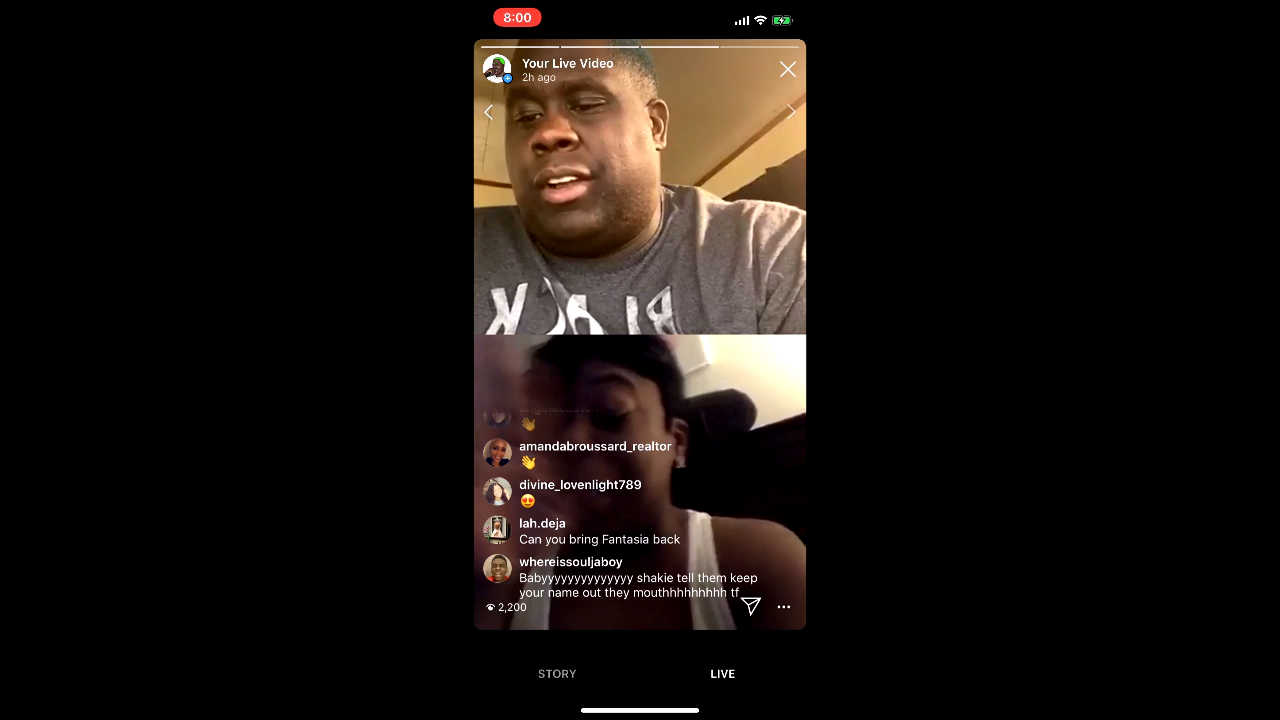 8:00
Your Live Video
2h ago
BLACK
amandabroussard_realtor
👋
divine_lovenlight789
😍
lah.deja
Can you bring Fantasia back
whereissouljaboy
Babyyyyyyyyyyyyyy shakie tell them keep
your name out they mouthhhhhhhhh tf
2,200
STORY
LIVE